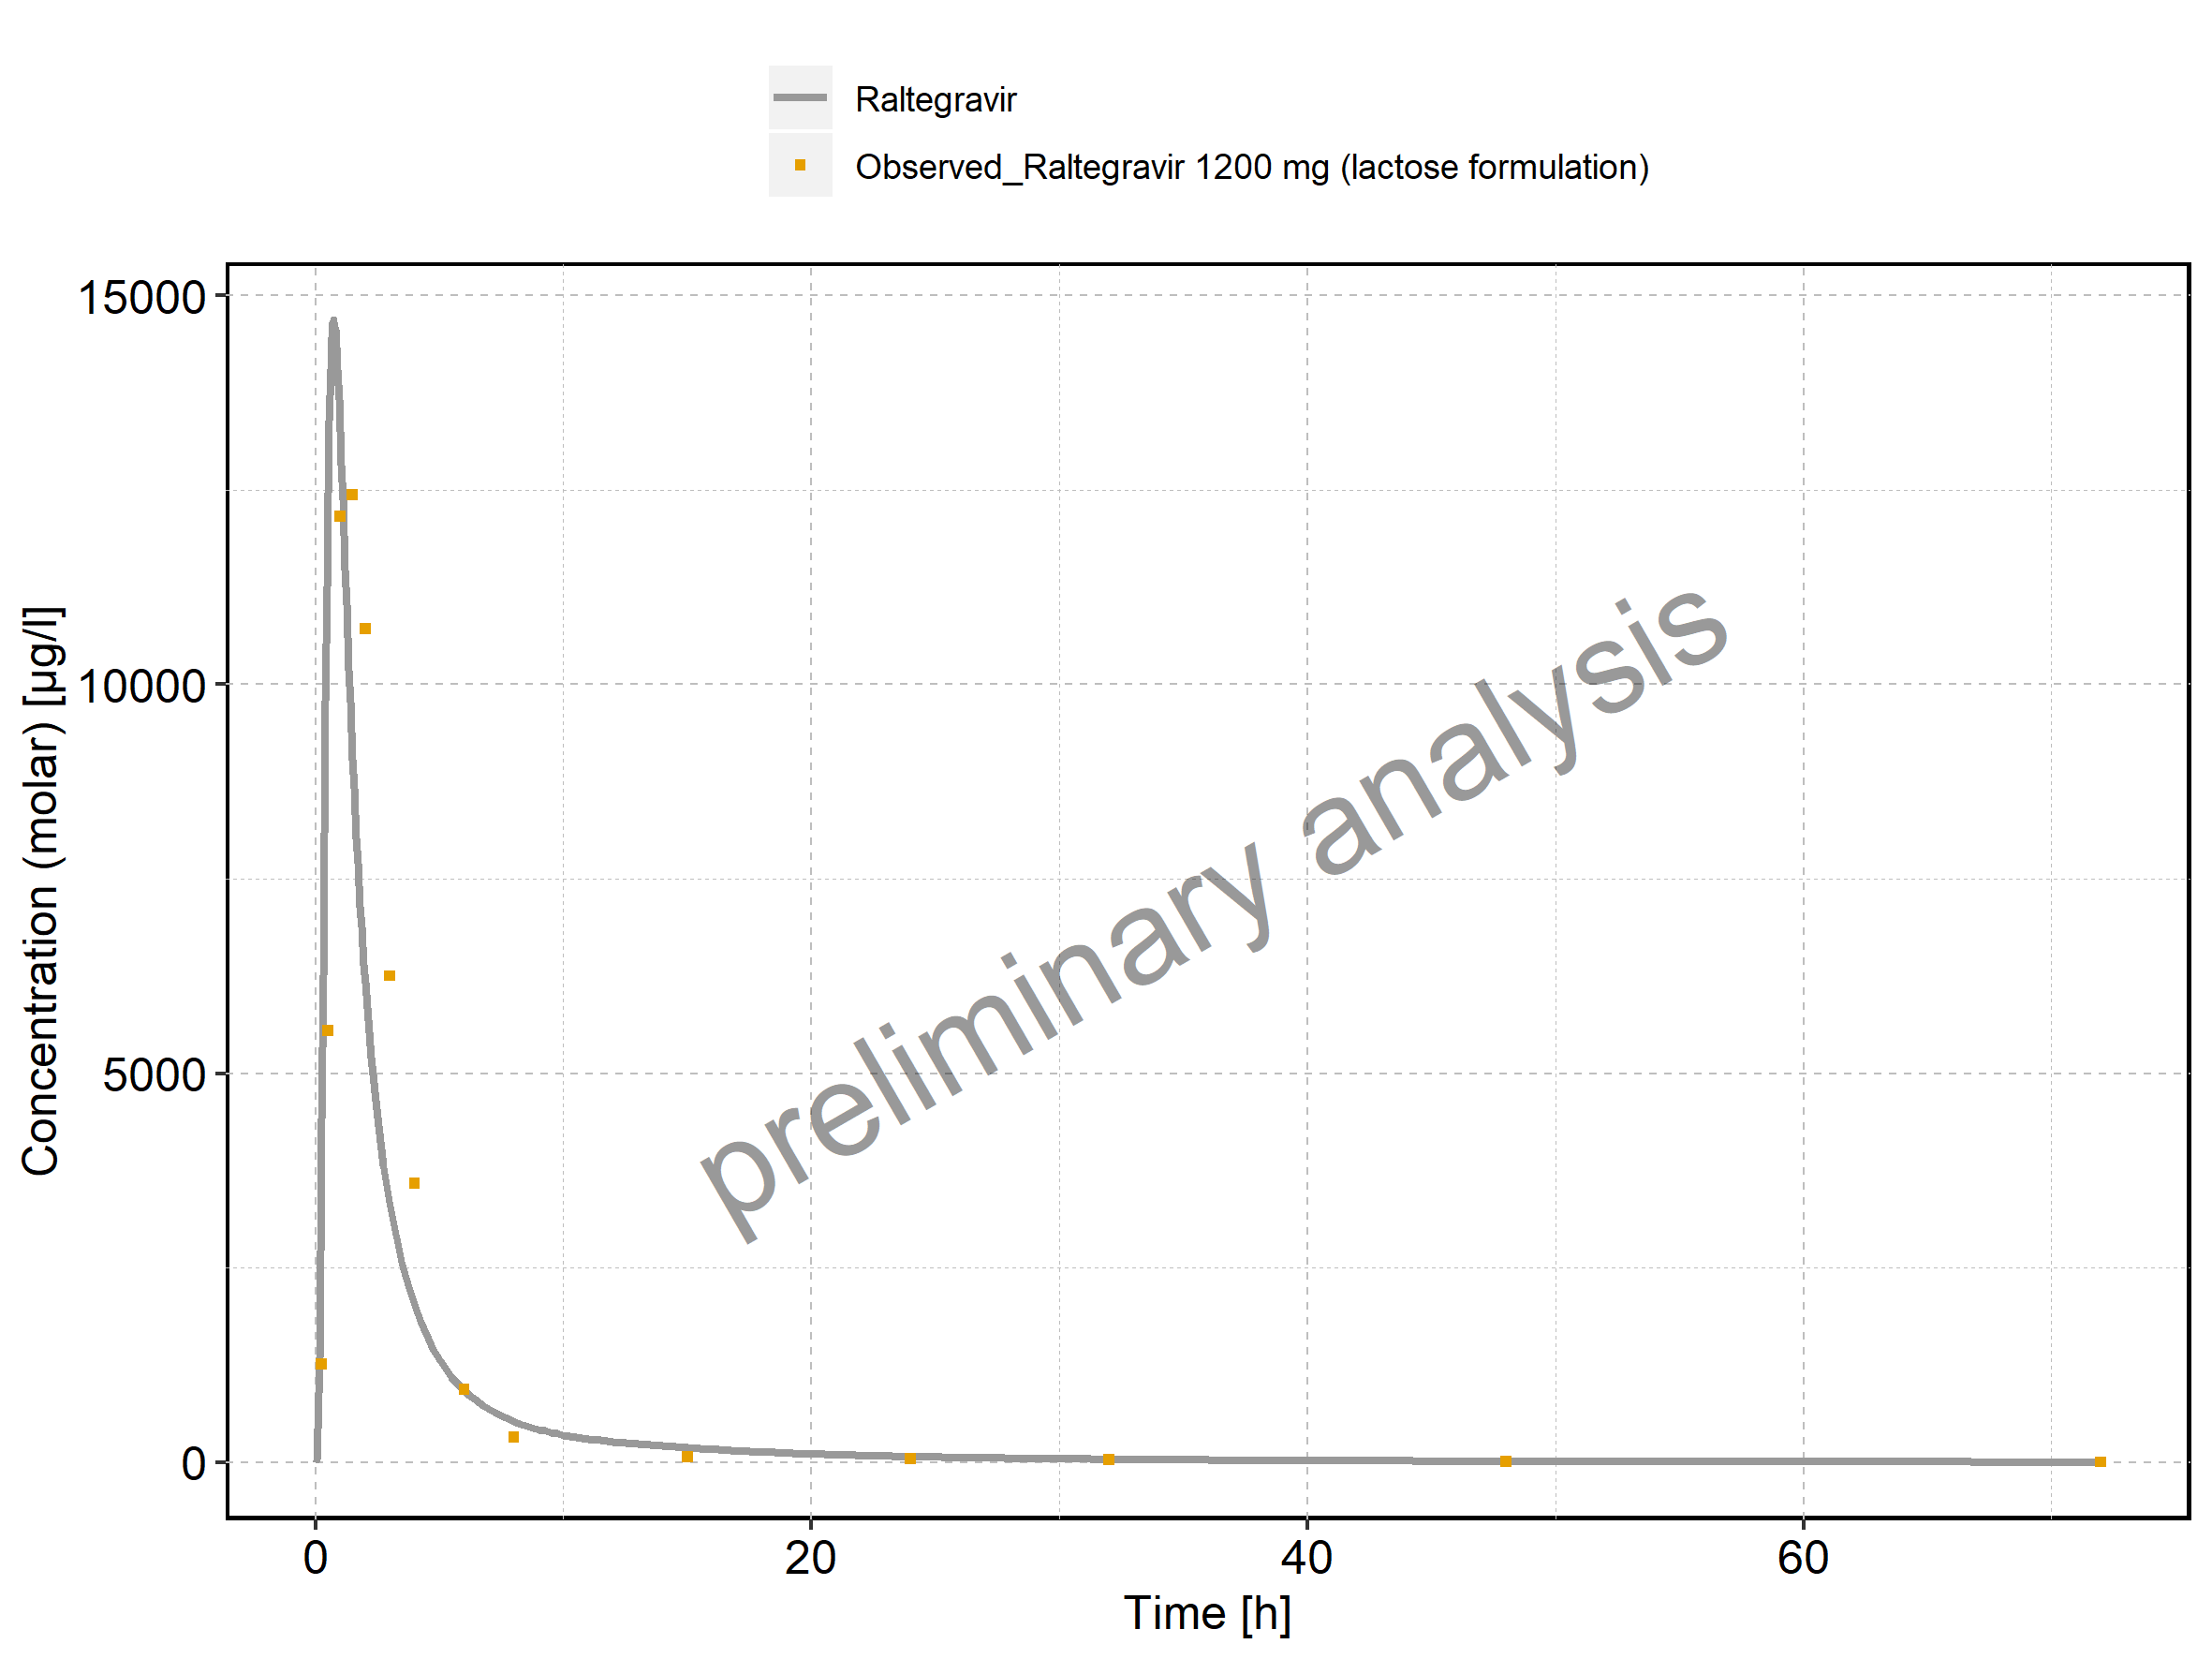 Raltegravir
Observed_Raltegravir 1200 mg (lactose formulation)
15000
10000
5000
0
Concentration (molar) [µg/l]
preliminary analysis
0 20 40 60
Time [h]